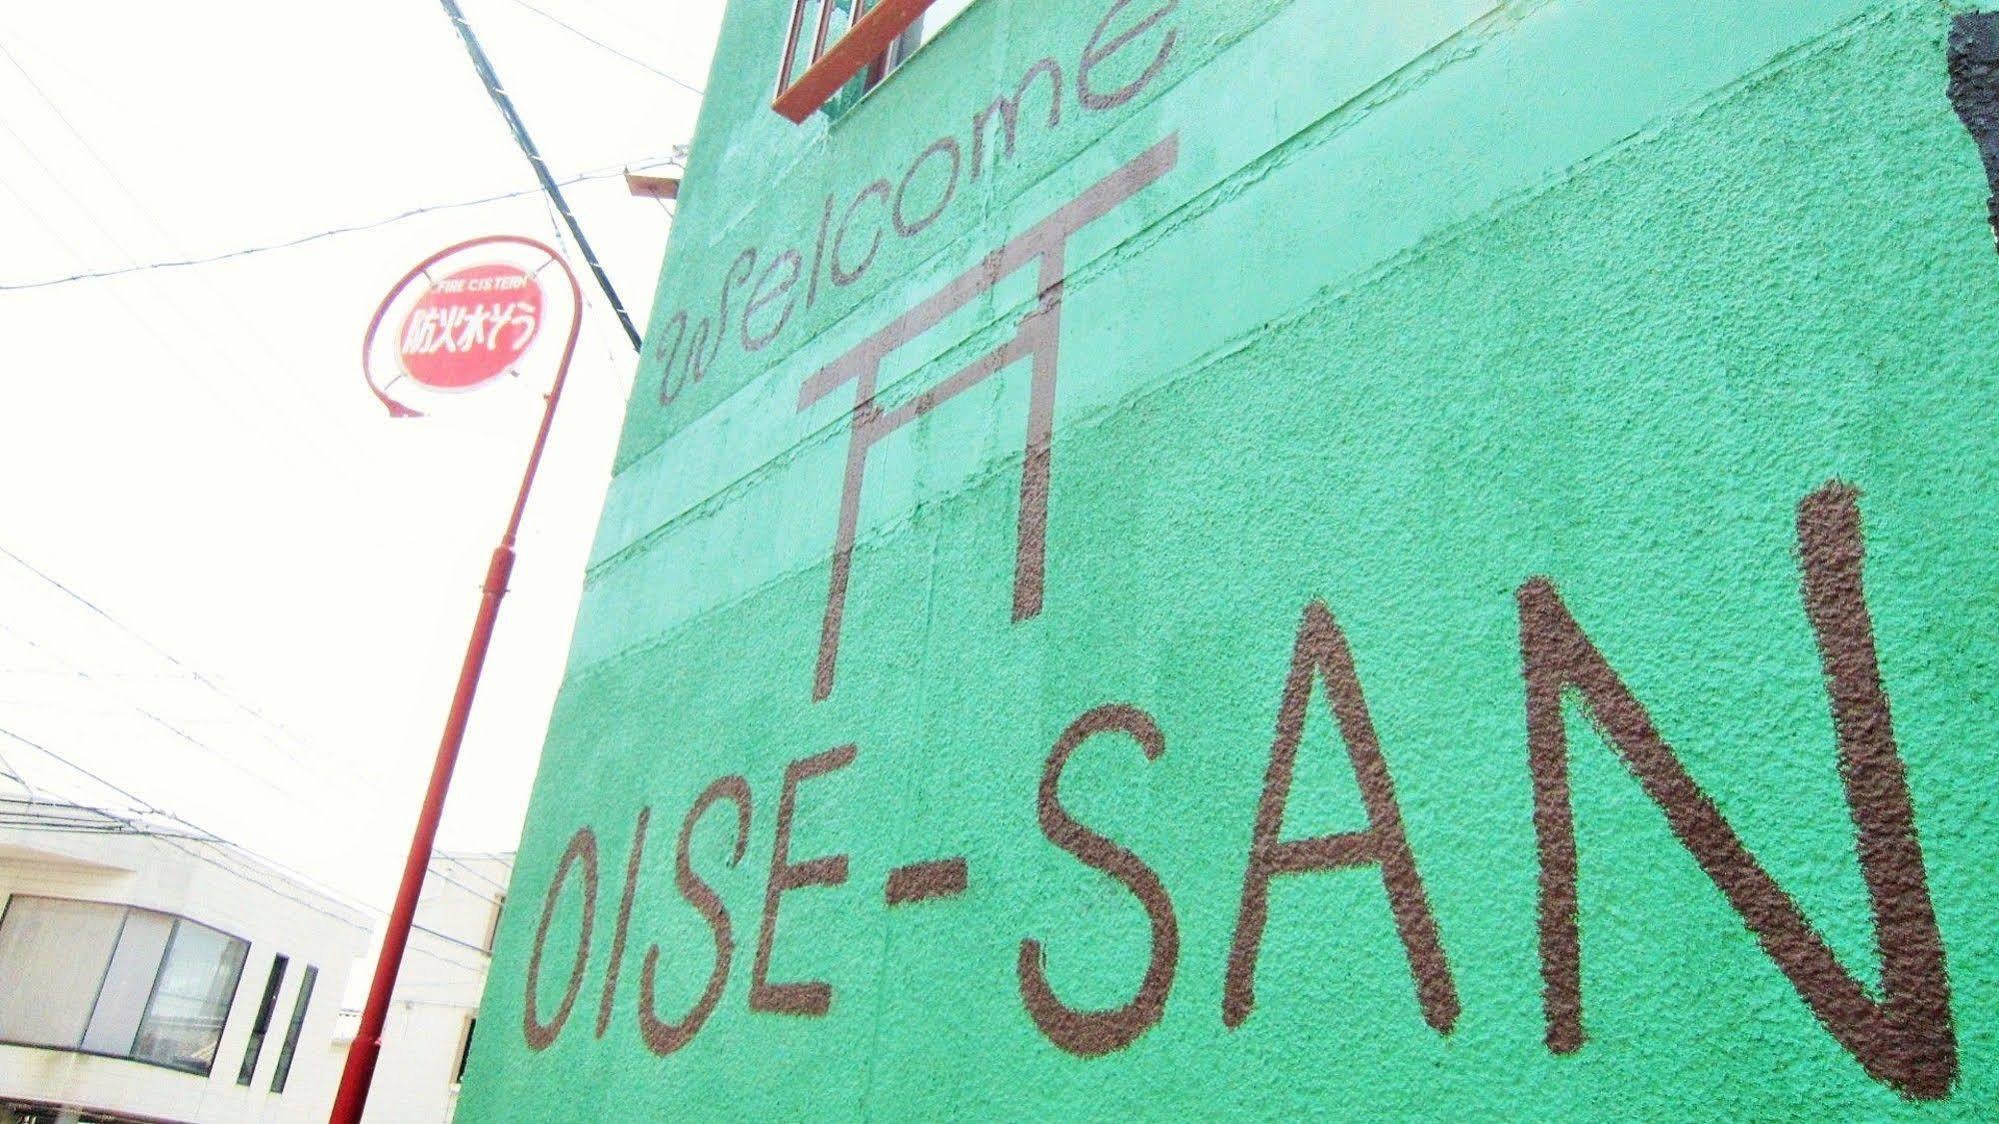 FIRE CISTERN
防火水そう
Welcome
OISE-SAN